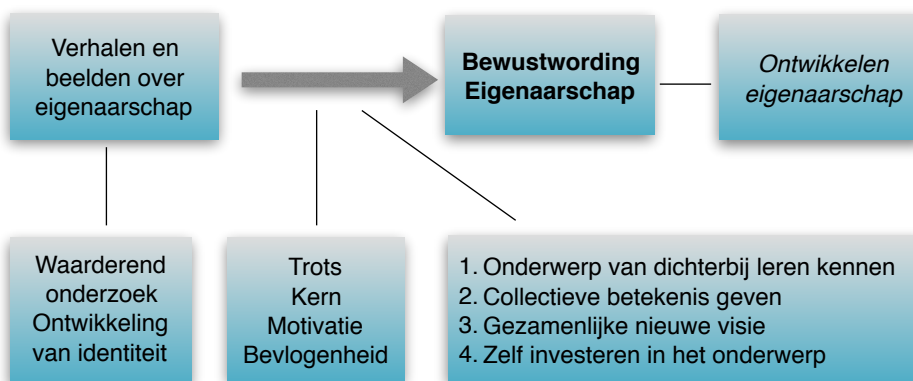 Verhalen en
beelden over
eigenaarschap
Bewustwording
Eigenaarschap
Ontwikkelen
eigenaarschap
Waarderend
onderzoek
Ontwikkeling
van identiteit
Trots
Kern
Motivatie
Bevlogenheid
1. Onderwerp van dichterbij leren kennen
2. Collectieve betekenis geven
3. Gezamenlijke nieuwe visie
4. Zelf investeren in het onderwerp